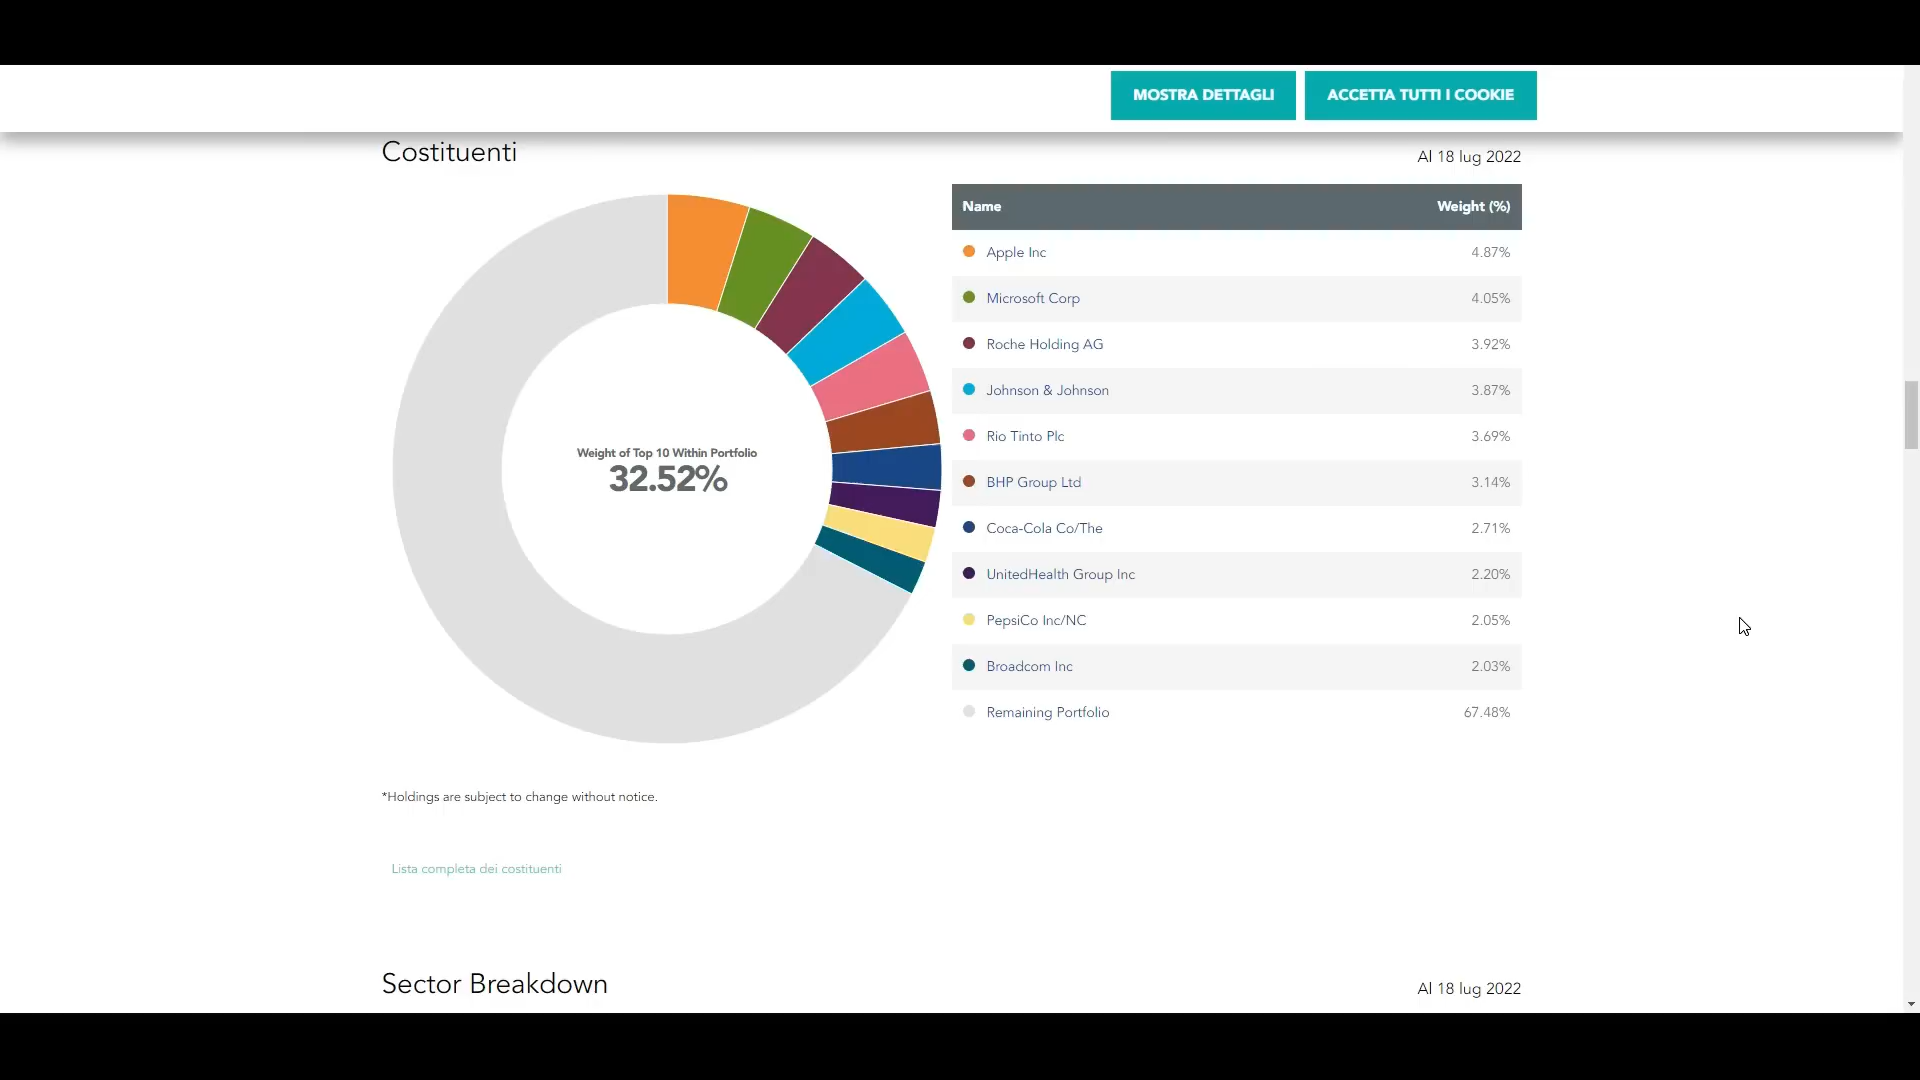 MOSTRA DETTAGLI ACCETTA TUTTI I COOKIE
Costituenti
Al 18 lug 2022
Weight of Top 10 Within Portfolio
32.52%
Name Weight (%)
Apple Inc 4.87%
Microsoft Corp 4.05%
Roche Holding AG 3.92%
Johnson & Johnson 3.87%
Rio Tinto Plc 3.69%
BHP Group Ltd 3.14%
Coca-Cola Co/The 2.71%
UnitedHealth Group Inc 2.20%
PepsiCo Inc/NC 2.05%
Broadcom Inc 2.03%
Remaining Portfolio 67.48%
*Holdings are subject to change without notice.
Lista completa dei costituenti
Sector Breakdown
Al 18 lug 2022